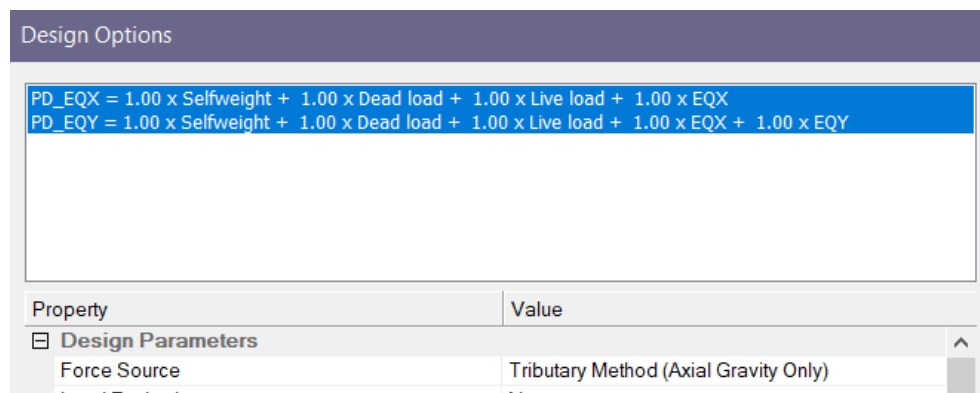 Design Options
PD_EQX = 1.00 x Selfweight + 1.00 x Dead load + 1.00 x Live load + 1.00 x EQX
PD_EQY = 1.00 x Selfweight + 1.00 x Dead load + 1.00 x Live load + 1.00 x EQX + 1.00 x EQY
Property Value
Design Parameters
Force Source Tributary Method (Axial Gravity Only)